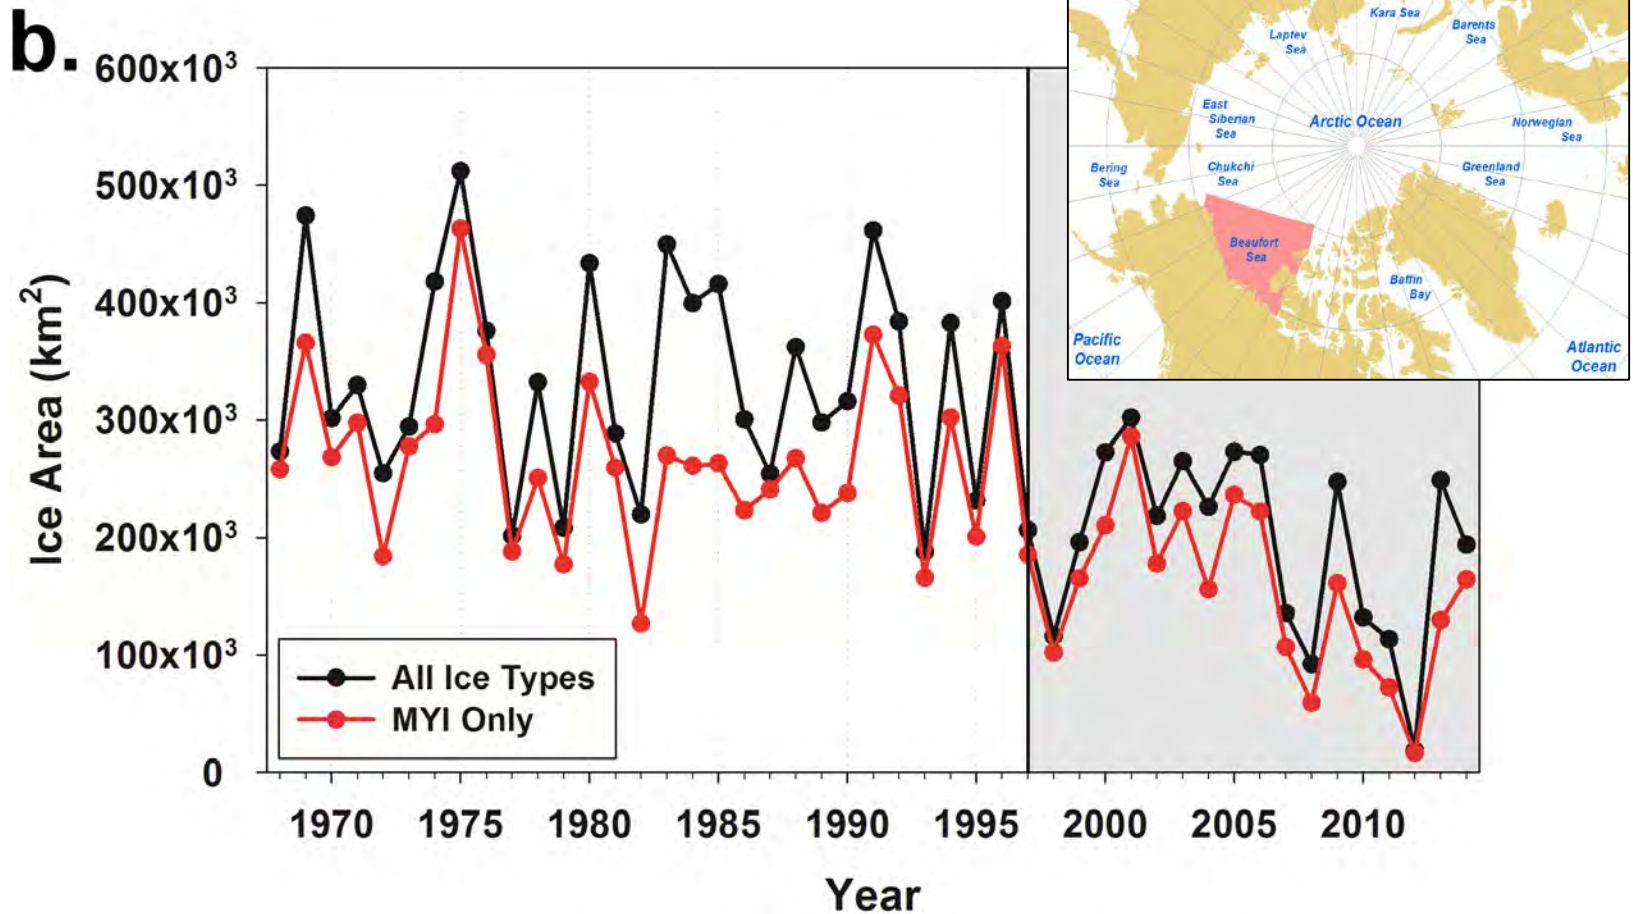 b.
600x10³
500x10³
400x10³
300x10³
200x10³
100x10³
0
Ice Area (km²)
All Ice Types
MYI Only
1970 1975 1980 1985 1990 1995 2000 2005 2010
Year
Kara Sea
Barents
Sea
Laptev
Sea
East
Siberian
Sea
Arctic Ocean
Norwegian
Sea
Bering
Sea
Chukchi
Sea
Greenland
Sea
Beaufort
Sea
Baffin
Bay
Pacific
Ocean
Atlantic
Ocean